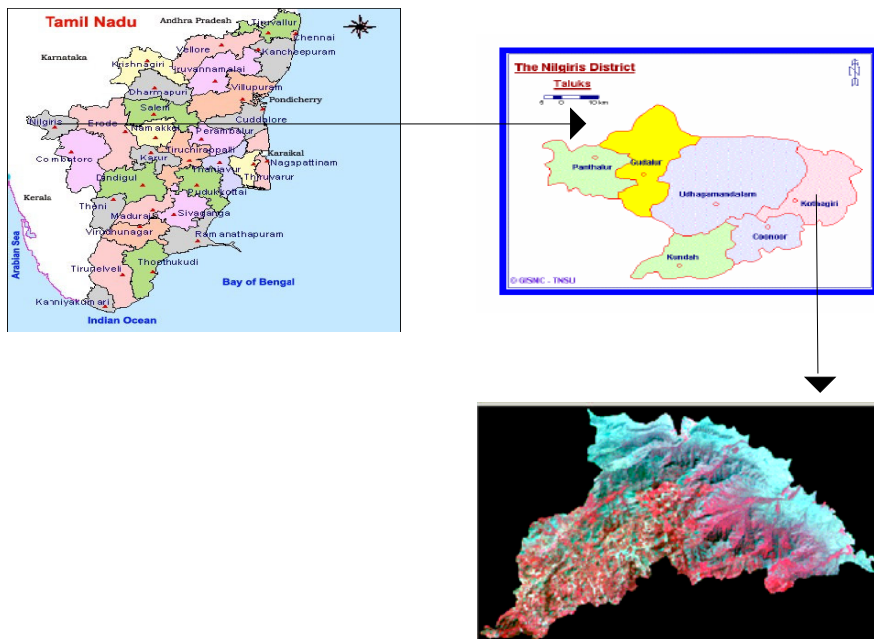 Tamil Nadu
Andhra Pradesh
Tiruvallur
Chennai
Vellore
Kancheepuram
Karnataka
Krishnagiri
Tiruvannamalai
Dharmapuri
Villupuram
Pondicherry
Salem
Cuddalore
Nilgiris
Erode
Namakkal
Perambalur
Coimbatore
Karur
Tiruchirappalli
Karaikal
Nagapattinam
Dindigul
Thanjavur
Thiruvarur
Pudukkottai
Kerala
Theni
Madurai
Sivaganga
Virudhunagar
Ramanathapuram
Arabian Sea
Tirunelveli
Thoothukudi
Bay of Bengal
Kanniyakumari
Indian Ocean
The Nilgiris District
Taluks
10 km
N
Panthalur
Gudalur
Udhagamandalam
Kothagiri
Coonoor
Kundah
© GISMC - TNSU